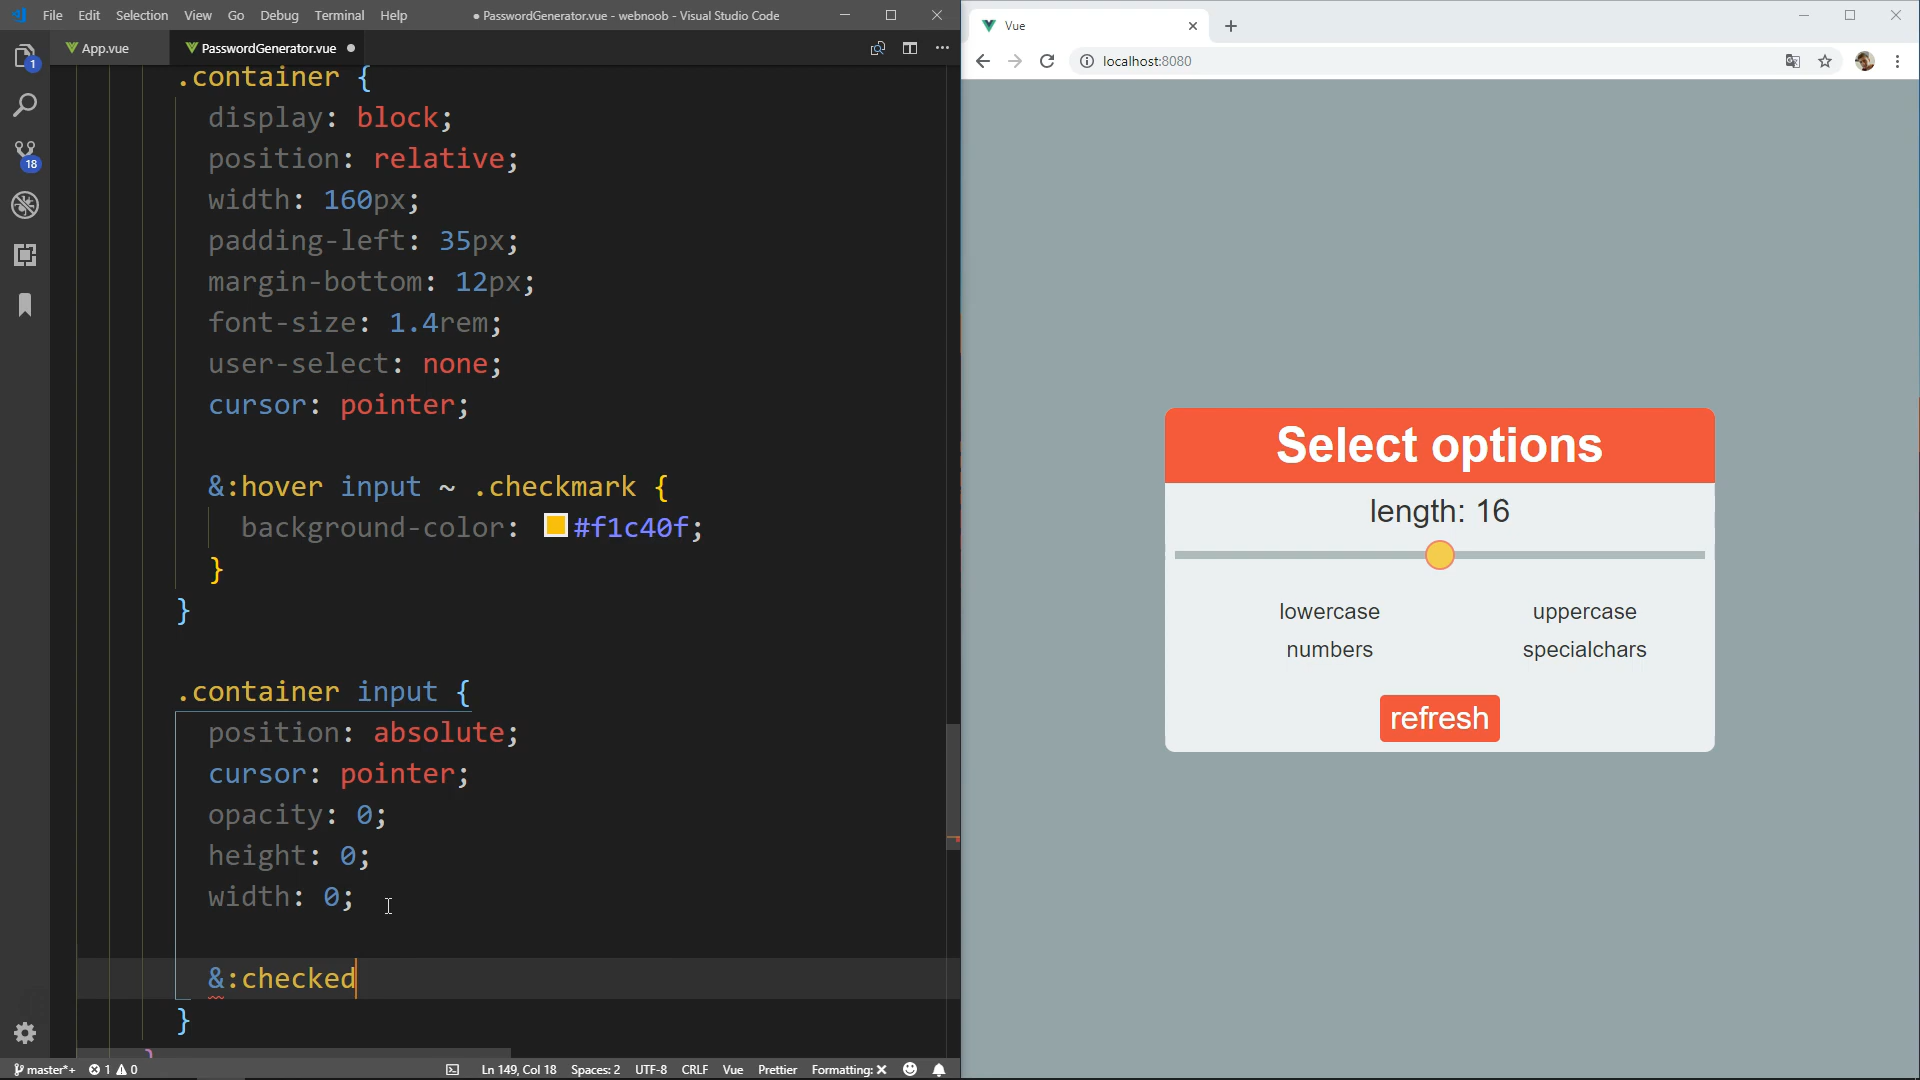 File Edit Selection View Go Debug Terminal Help
● PasswordGenerator.vue - webnoob - Visual Studio Code
App.vue
PasswordGenerator.vue ●
1
18
.container {
display: block;
position: relative;
width: 160px;
padding-left: 35px;
margin-bottom: 12px;
font-size: 1.4rem;
user-select: none;
cursor: pointer;
&:hover input ~ .checkmark {
background-color: #f1c40f;
}
}
.container input {
position: absolute;
cursor: pointer;
opacity: 0;
height: 0;
width: 0;
&:checked
}
}
master*+ 1 0 Ln 149, Col 18 Spaces: 2 UTF-8 CRLF Vue Prettier Formatting: ×
Vue
localhost:8080
Select options
length: 16
lowercase uppercase
numbers specialchars
refresh